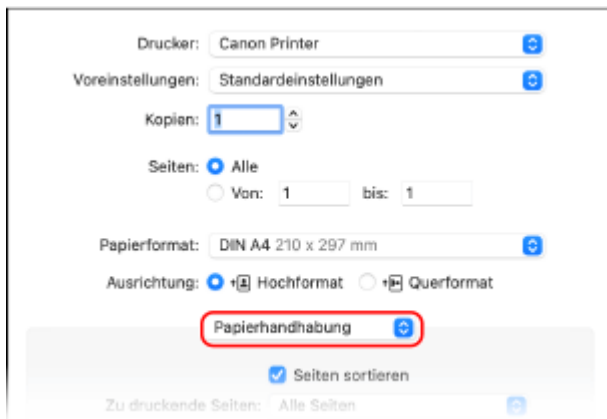 Drucker: Canon Printer
Voreinstellungen: Standardeinstellungen
Kopien: 1
Seiten: Alle
Von: 1 bis: 1
Papierformat: DIN A4 210 x 297 mm
Ausrichtung: Hochformat Querformat
Papierhandhabung
Seiten sortieren
Zu druckende Seiten: Alle Seiten